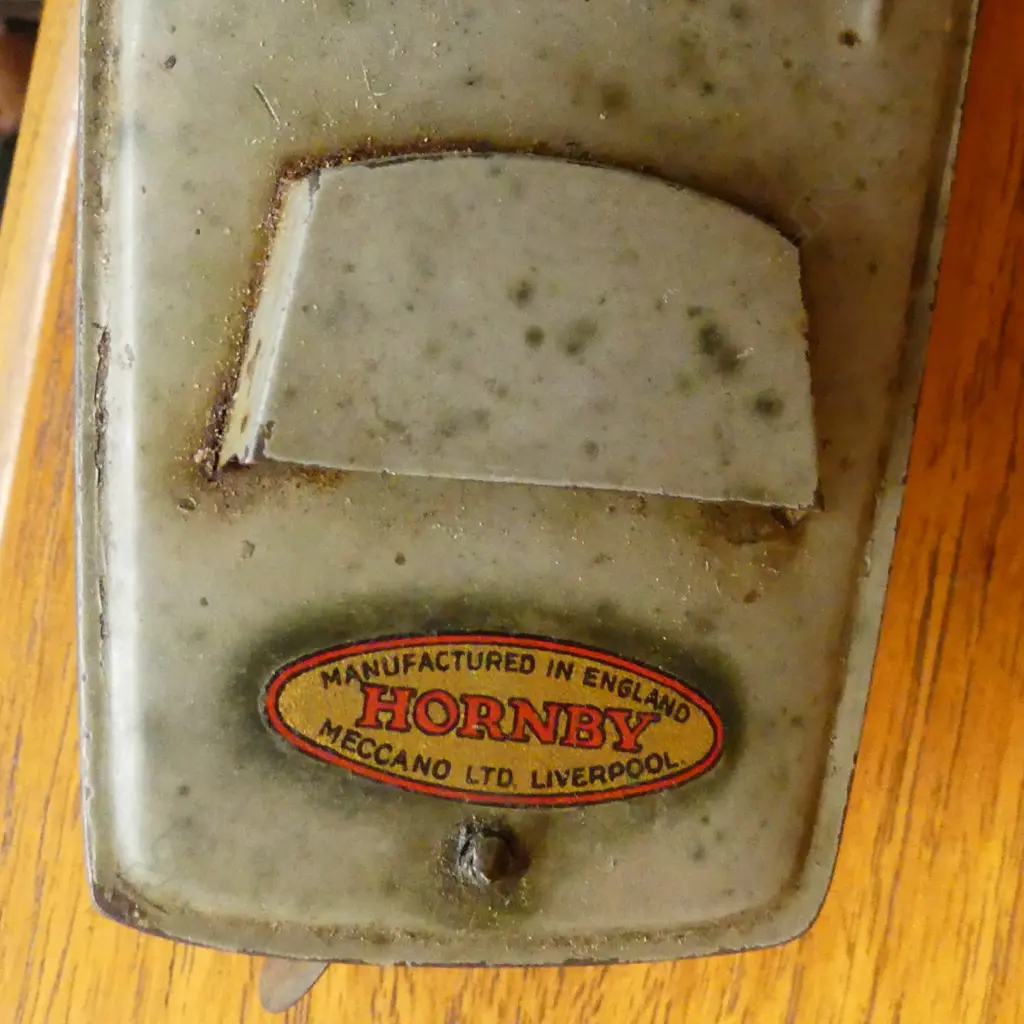 MANUFACTURED IN ENGLAND
HORNBY
MECCANO LTD. LIVERPOOL.